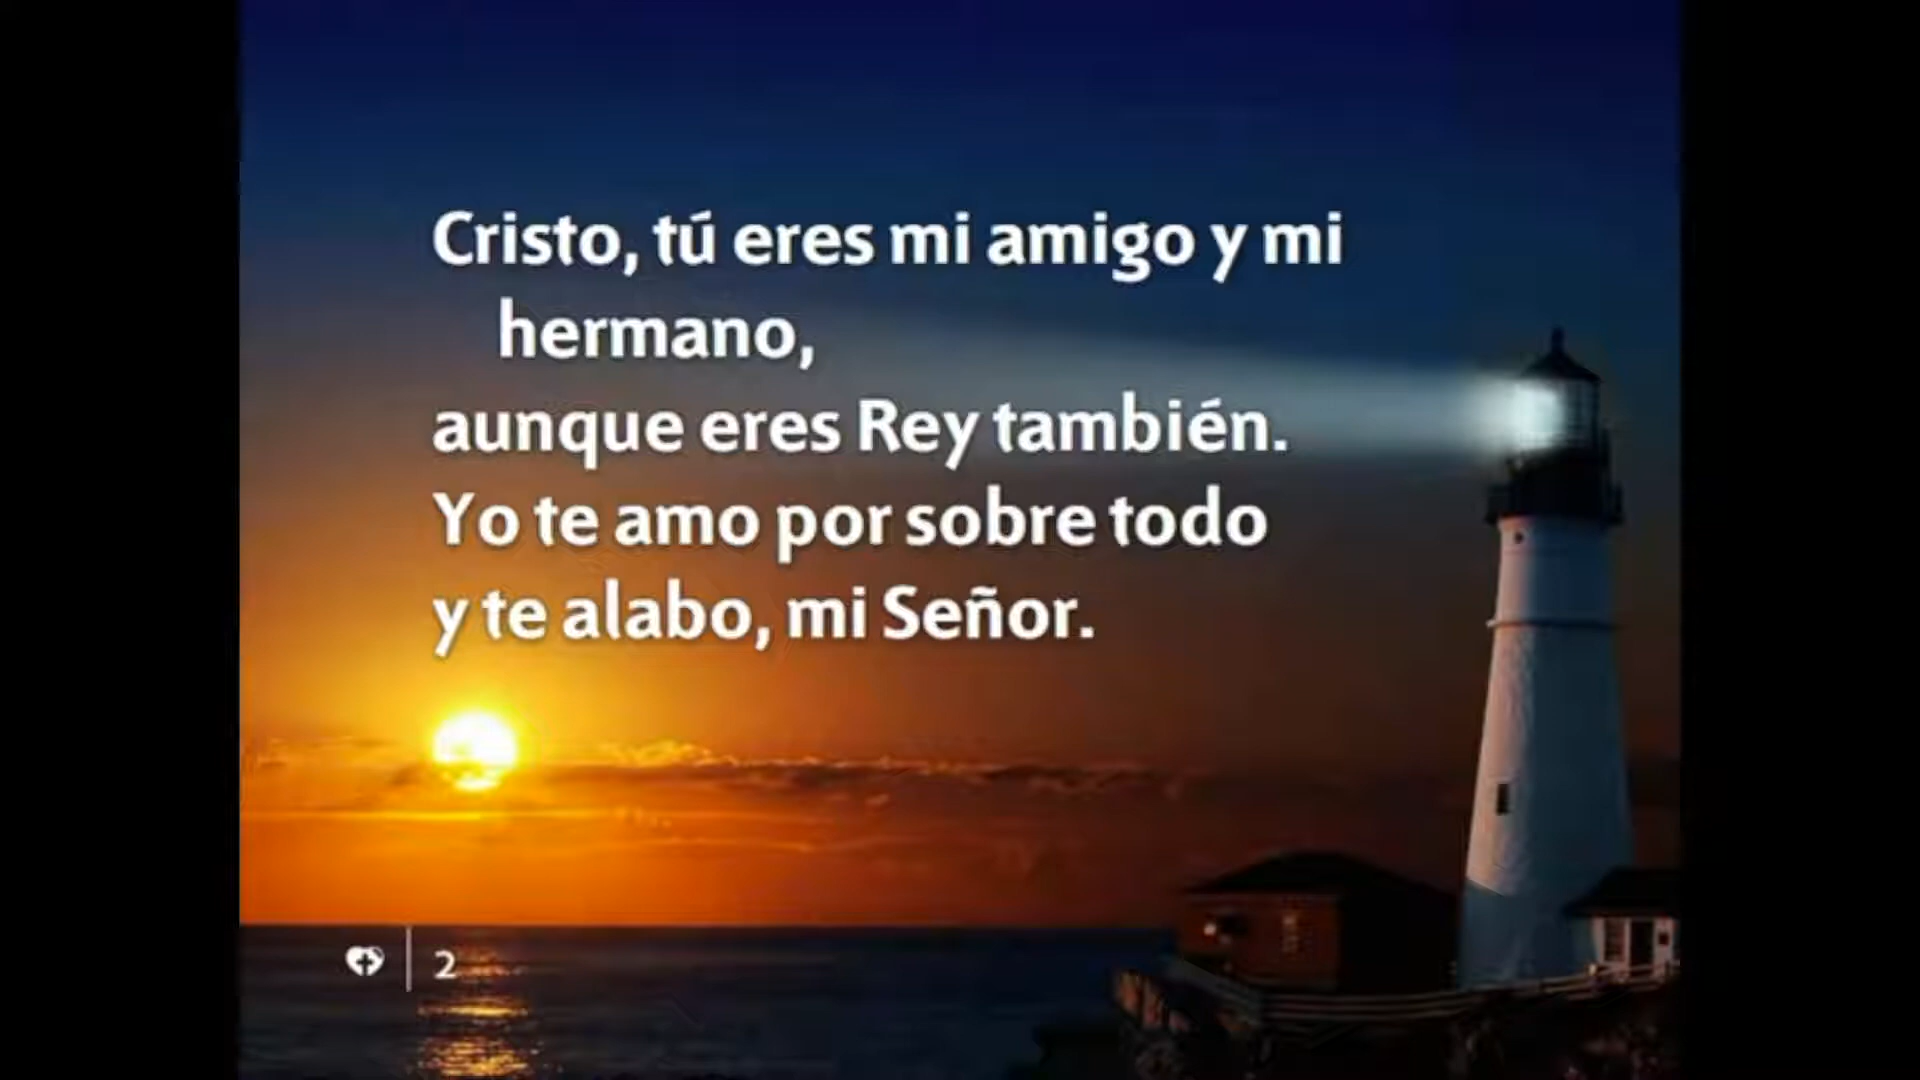 Cristo, tú eres mi amigo y mi
hermano,
aunque eres Rey también.
Yo te amo por sobre todo
y te alabo, mi Señor.
2